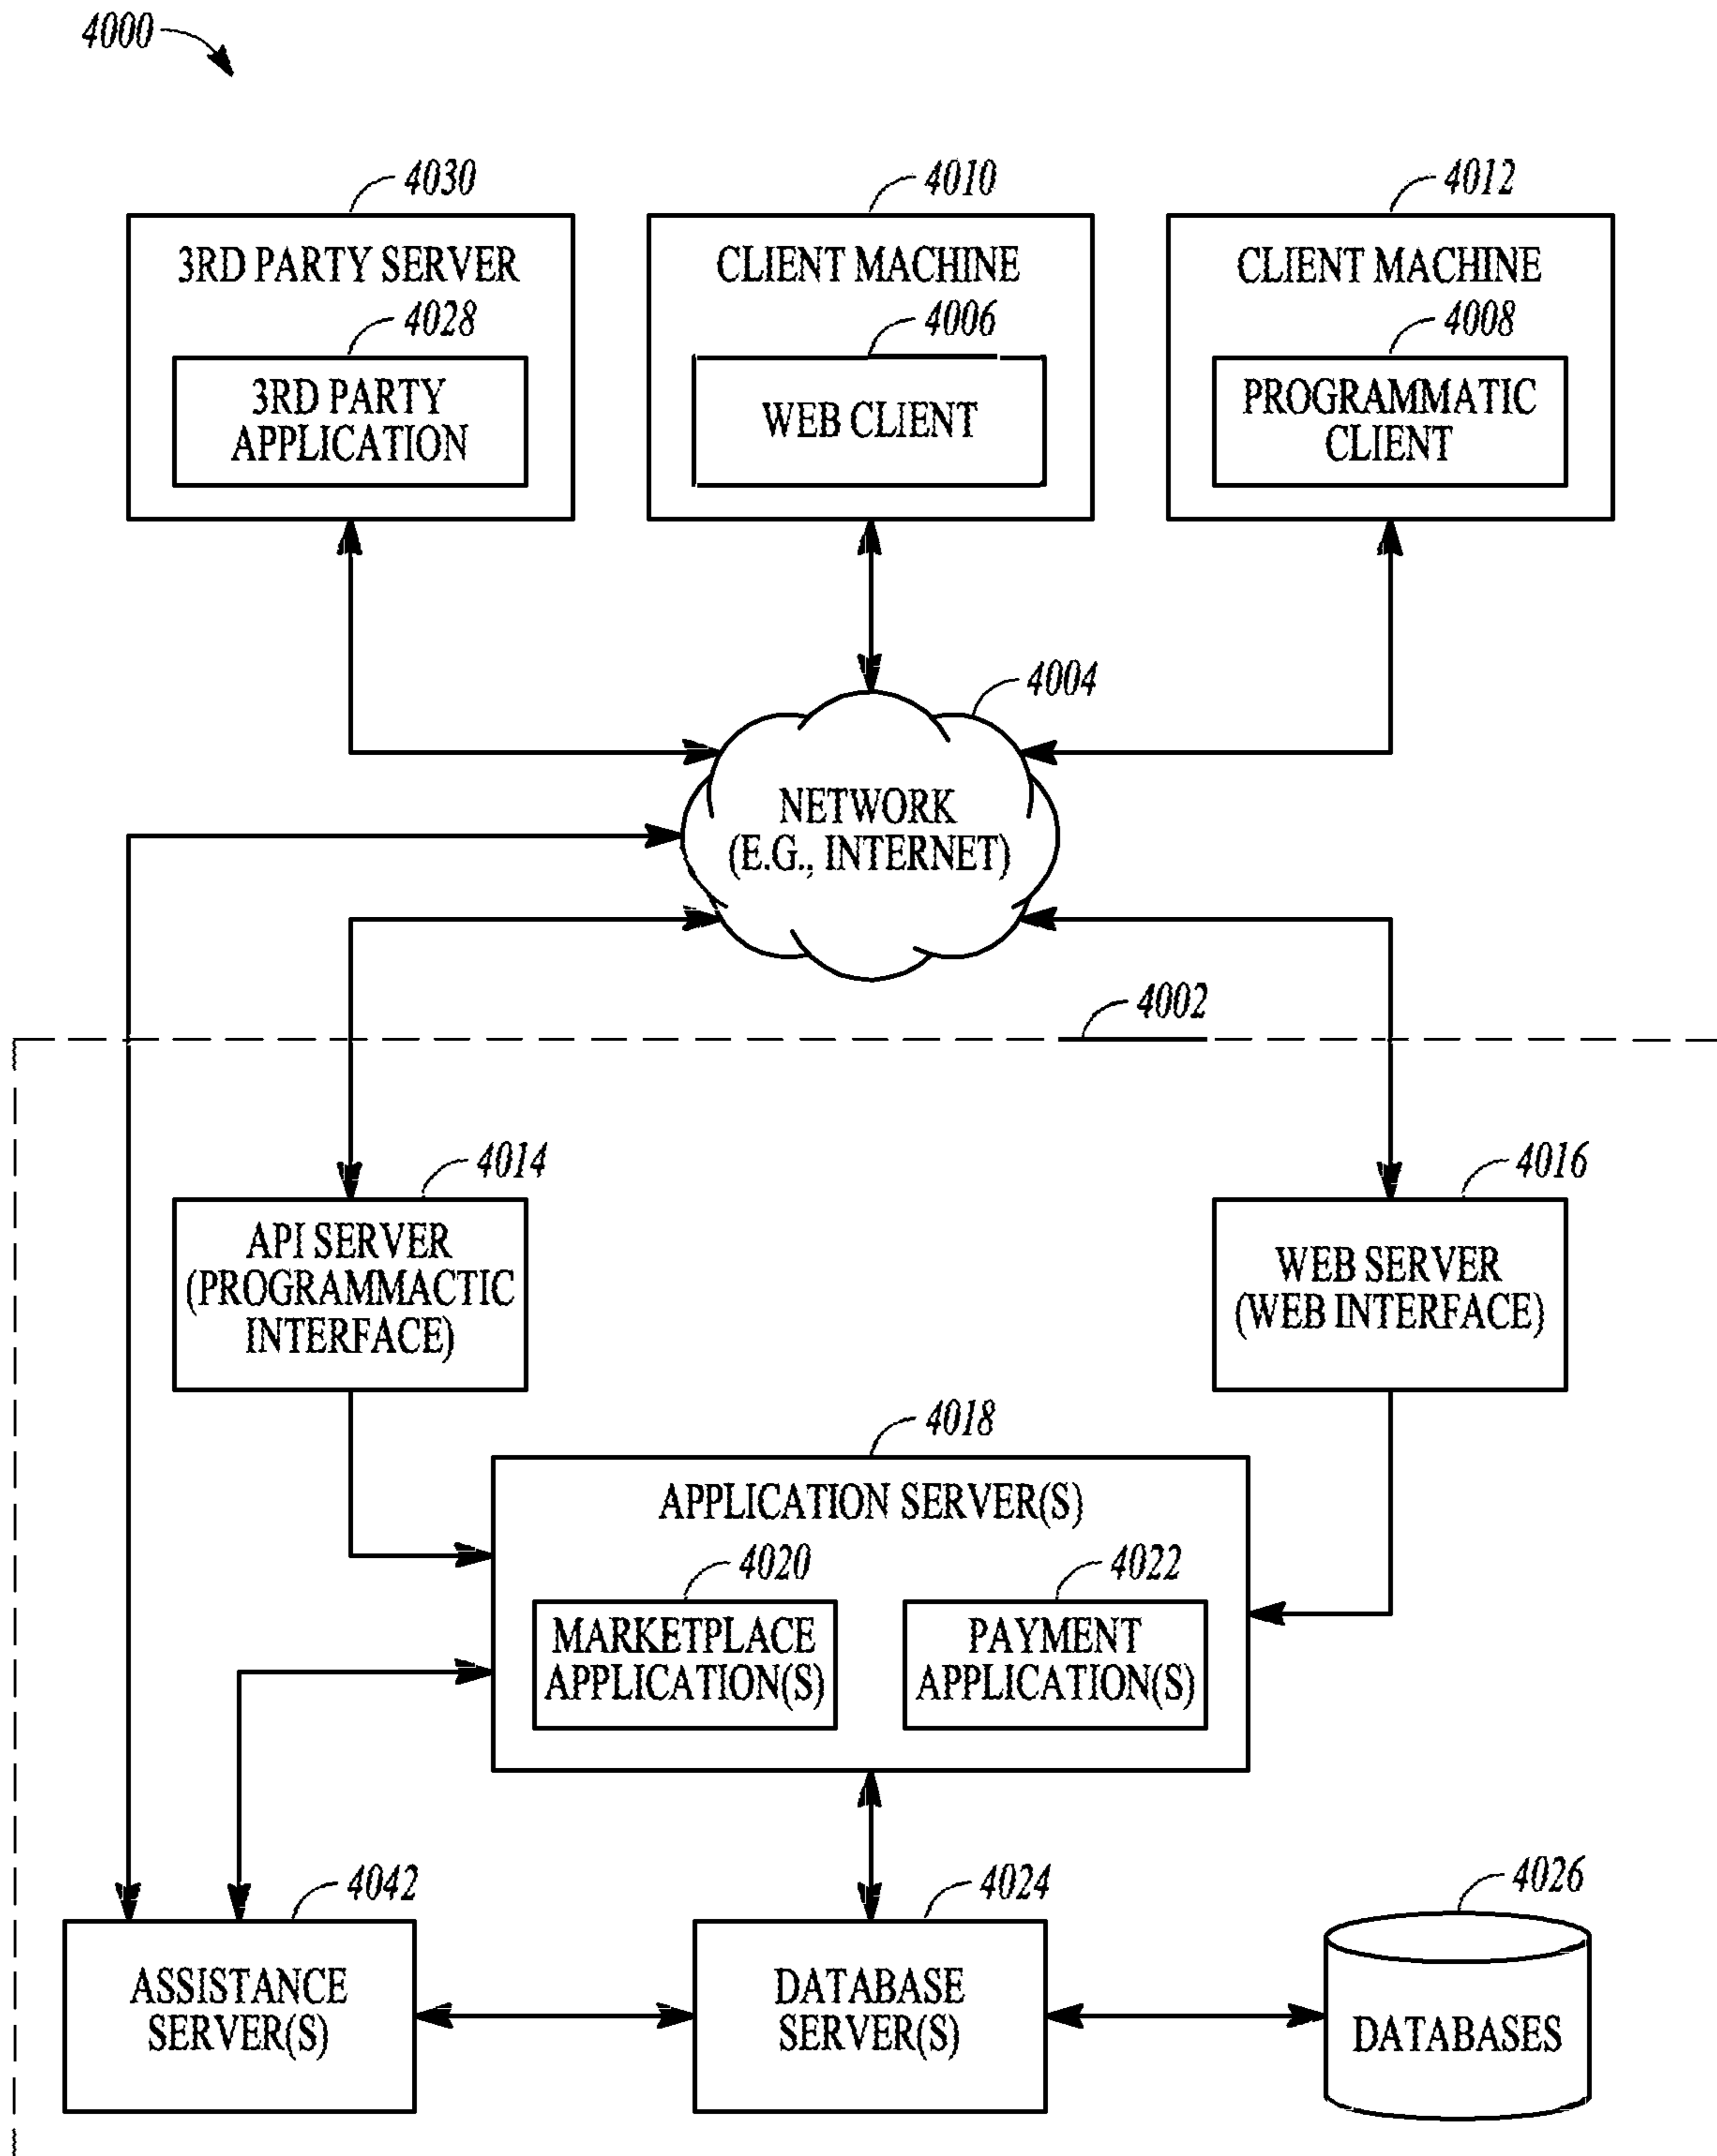 4000
4030
3RD PARTY SERVER
4028
3RD PARTY
APPLICATION
4010
CLIENT MACHINE
4006
WEB CLIENT
4012
CLIENT MACHINE
4008
PROGRAMMATIC
CLIENT
4004
NETWORK
(E.G., INTERNET)
4002
4014
API SERVER
(PROGRAMMACTIC
INTERFACE)
4016
WEB SERVER
(WEB INTERFACE)
4018
APPLICATION SERVER(S)
4020
MARKETPLACE
APPLICATION(S)
4022
PAYMENT
APPLICATION(S)
4042
ASSISTANCE
SERVER(S)
4024
DATABASE
SERVER(S)
4026
DATABASES